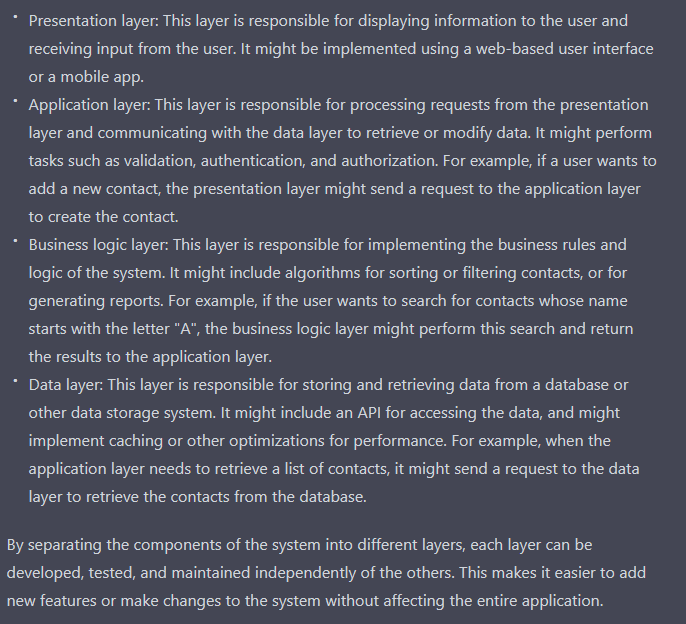 • Presentation layer: This layer is responsible for displaying information to the user and
receiving input from the user. It might be implemented using a web-based user interface
or a mobile app.
• Application layer: This layer is responsible for processing requests from the presentation
layer and communicating with the data layer to retrieve or modify data. It might perform
tasks such as validation, authentication, and authorization. For example, if a user wants to
add a new contact, the presentation layer might send a request to the application layer
to create the contact.
• Business logic layer: This layer is responsible for implementing the business rules and
logic of the system. It might include algorithms for sorting or filtering contacts, or for
generating reports. For example, if the user wants to search for contacts whose name
starts with the letter "A", the business logic layer might perform this search and return
the results to the application layer.
• Data layer: This layer is responsible for storing and retrieving data from a database or
other data storage system. It might include an API for accessing the data, and might
implement caching or other optimizations for performance. For example, when the
application layer needs to retrieve a list of contacts, it might send a request to the data
layer to retrieve the contacts from the database.
By separating the components of the system into different layers, each layer can be
developed, tested, and maintained independently of the others. This makes it easier to add
new features or make changes to the system without affecting the entire application.